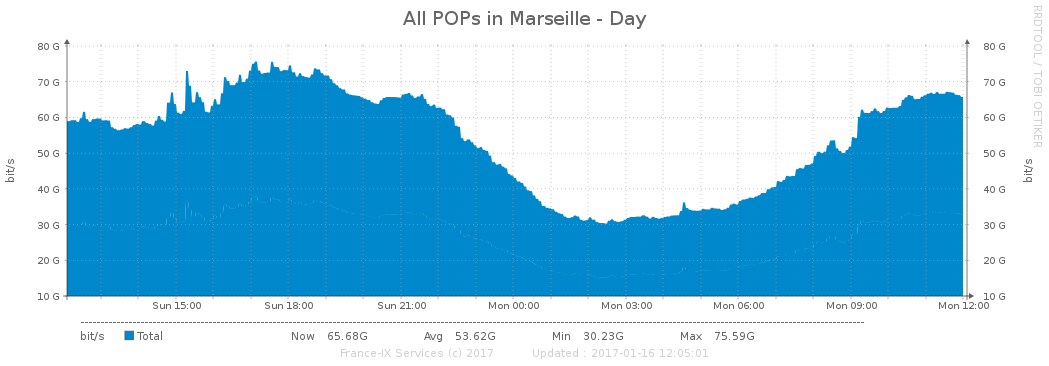 All POPs in Marseille - Day
RRDTOOL / TOBI OETIKER
80 G 80 G
70 G 70 G
60 G 60 G
50 G 50 G
40 G 40 G
30 G 30 G
20 G 20 G
10 G 10 G
bit/s
bit/s
Sun 15:00 Sun 18:00 Sun 21:00 Mon 00:00 Mon 03:00 Mon 06:00 Mon 09:00 Mon 12:00
bit/s Total Now 65.68G Avg 53.62G Min 30.23G Max 75.59G
France-IX Services (c) 2017 Updated : 2017-01-16 12:05:01